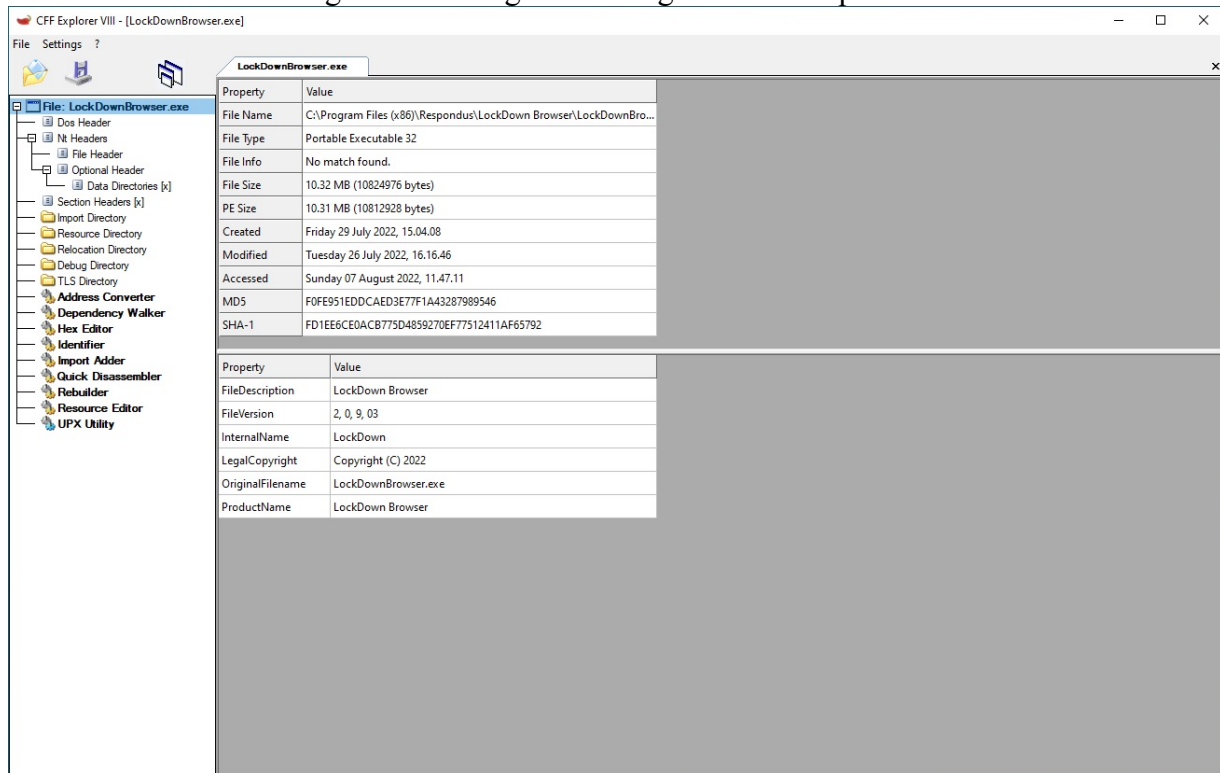 CFF Explorer VIII - [LockDownBrowser.exe]
File Settings ?
LockDownBrowser.exe
File: LockDownBrowser.exe
Dos Header
Nt Headers
File Header
Optional Header
Data Directories [x]
Section Headers [x]
Import Directory
Resource Directory
Relocation Directory
Debug Directory
TLS Directory
Address Converter
Dependency Walker
Hex Editor
Identifier
Import Adder
Quick Disassembler
Rebuilder
Resource Editor
UPX Utility
Property Value
File Name C:\Program Files (x86)\Respondus\LockDown Browser\LockDownBro...
File Type Portable Executable 32
File Info No match found.
File Size 10.32 MB (10824976 bytes)
PE Size 10.31 MB (10812928 bytes)
Created Friday 29 July 2022, 15.04.08
Modified Tuesday 26 July 2022, 16.16.46
Accessed Sunday 07 August 2022, 11.47.11
MD5 F0FE951EDDCAED3E77F1A43287989546
SHA-1 FD1EE6CE0ACB775D4859270EF77512411AF65792
Property Value
FileDescription LockDown Browser
FileVersion 2, 0, 9, 03
InternalName LockDown
LegalCopyright Copyright (C) 2022
OriginalFilename LockDownBrowser.exe
ProductName LockDown Browser